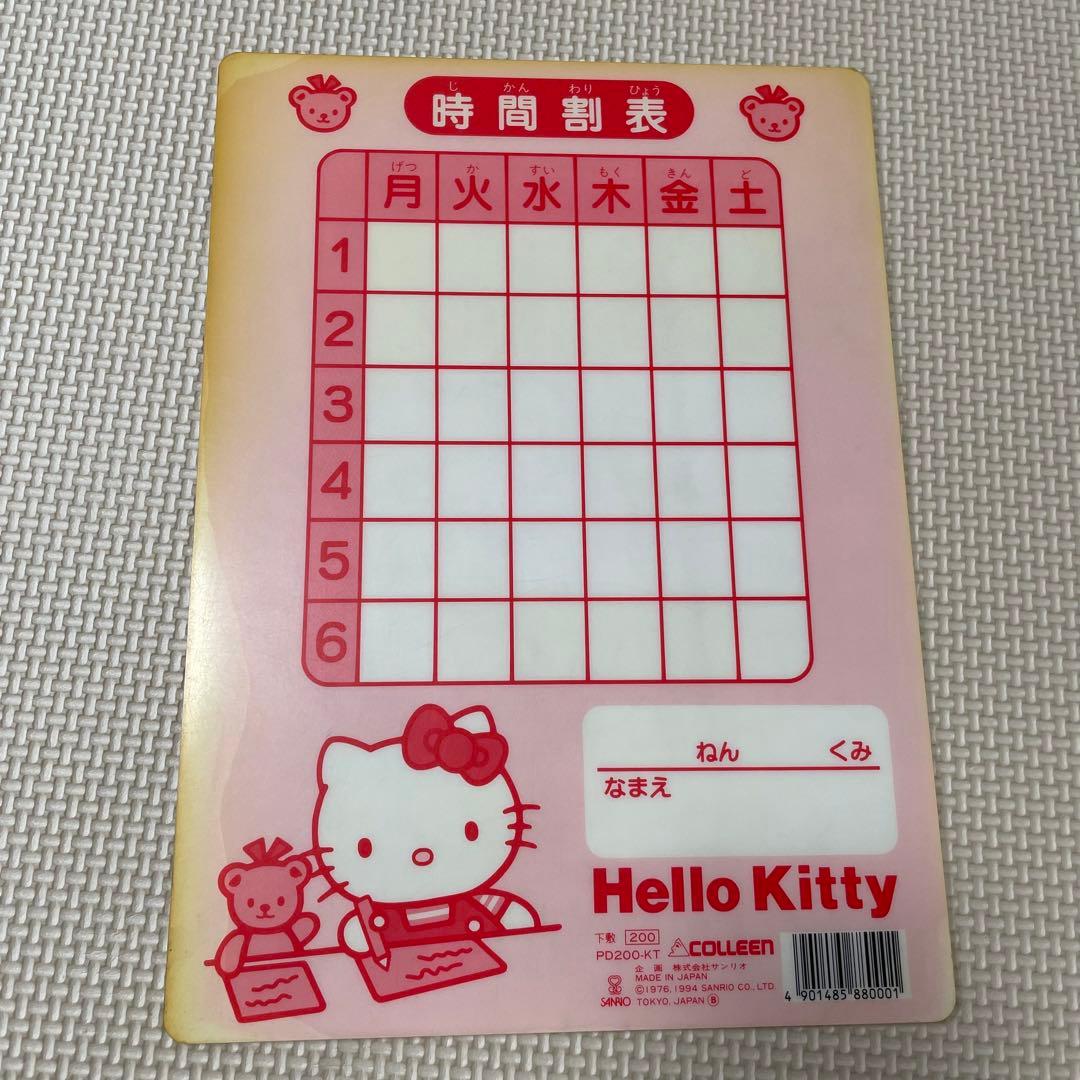 じ かん わり ひょう
時間割表
げつ か すい もく きん ど
月 火 水 木 金 土
1
2
3
4
5
6
ねん くみ
なまえ
Hello Kitty
下敷 200
PD200-KT COLLEEN
企画 株式会社サンリオ
MADE IN JAPAN
©1976, 1994 SANRIO CO., LTD.
SANRIO TOKYO, JAPAN Ⓑ
4 901485 880001